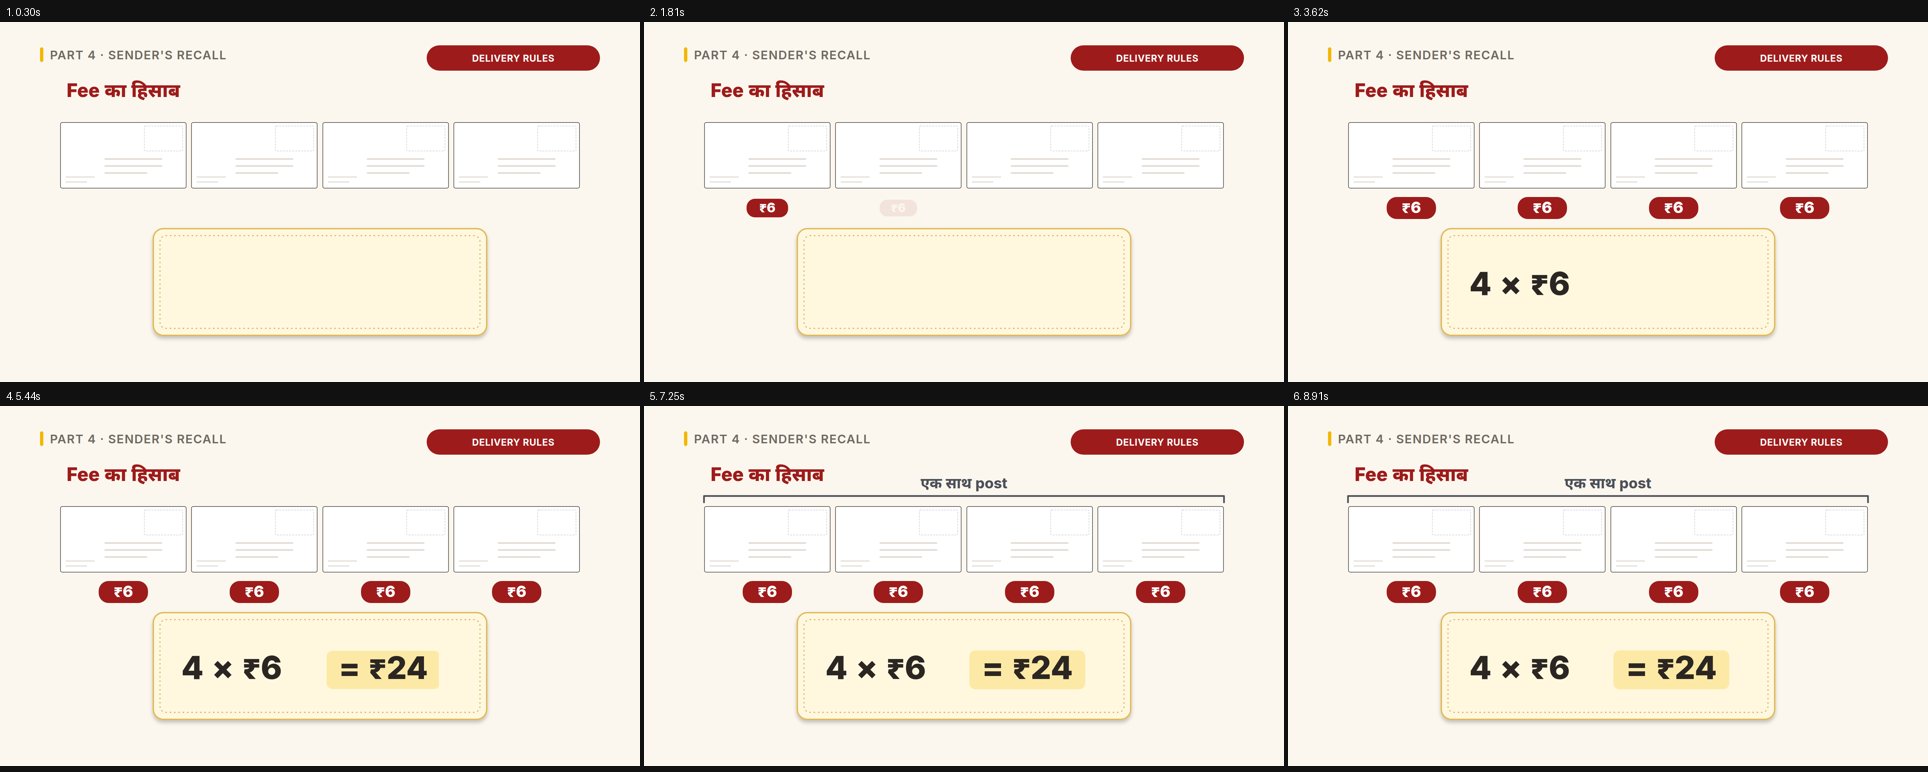 1. 0.30s
PART 4 · SENDER'S RECALL
DELIVERY RULES
Fee का हिसाब
2. 1.81s
PART 4 · SENDER'S RECALL
DELIVERY RULES
Fee का हिसाब
₹6 ₹6
3. 3.62s
PART 4 · SENDER'S RECALL
DELIVERY RULES
Fee का हिसाब
₹6 ₹6 ₹6 ₹6
4 × ₹6
4. 5.44s
PART 4 · SENDER'S RECALL
DELIVERY RULES
Fee का हिसाब
₹6 ₹6 ₹6 ₹6
4 × ₹6 = ₹24
5. 7.25s
PART 4 · SENDER'S RECALL
DELIVERY RULES
Fee का हिसाब
एक साथ post
₹6 ₹6 ₹6 ₹6
4 × ₹6 = ₹24
6. 8.91s
PART 4 · SENDER'S RECALL
DELIVERY RULES
Fee का हिसाब
एक साथ post
₹6 ₹6 ₹6 ₹6
4 × ₹6 = ₹24